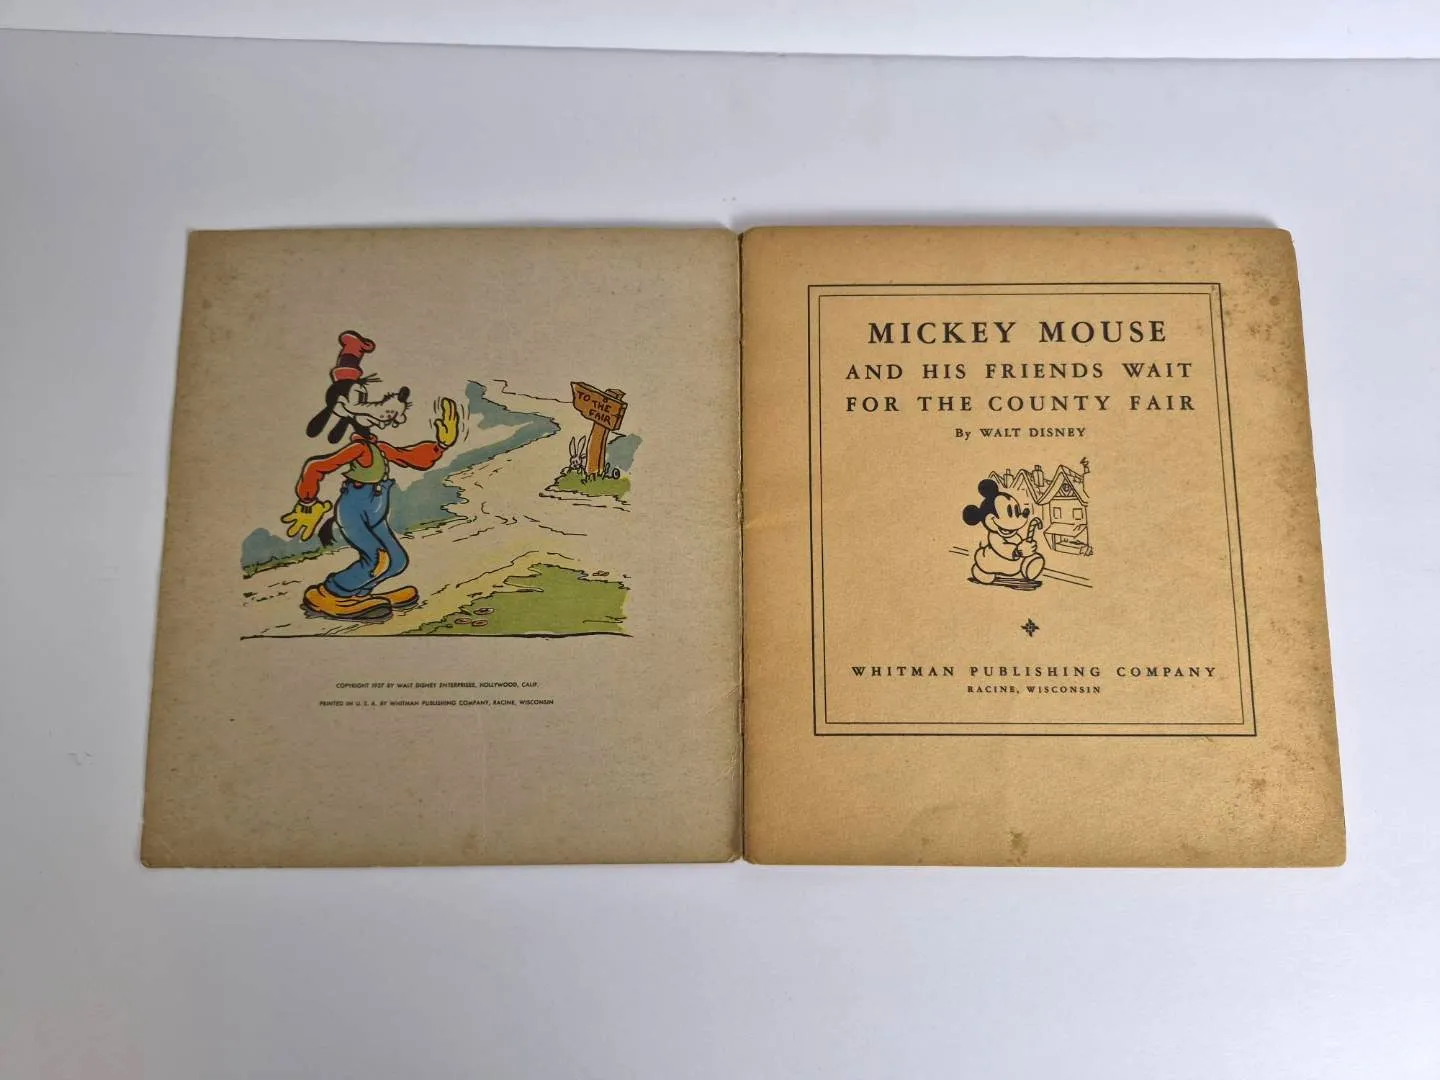 TO THE
FAIR
COPYRIGHT 1937 BY WALT DISNEY ENTERPRISES, HOLLYWOOD, CALIF.
PRINTED IN U. S. A. BY WHITMAN PUBLISHING COMPANY, RACINE, WISCONSIN
MICKEY MOUSE
AND HIS FRIENDS WAIT
FOR THE COUNTY FAIR
By WALT DISNEY
WHITMAN PUBLISHING COMPANY
RACINE, WISCONSIN